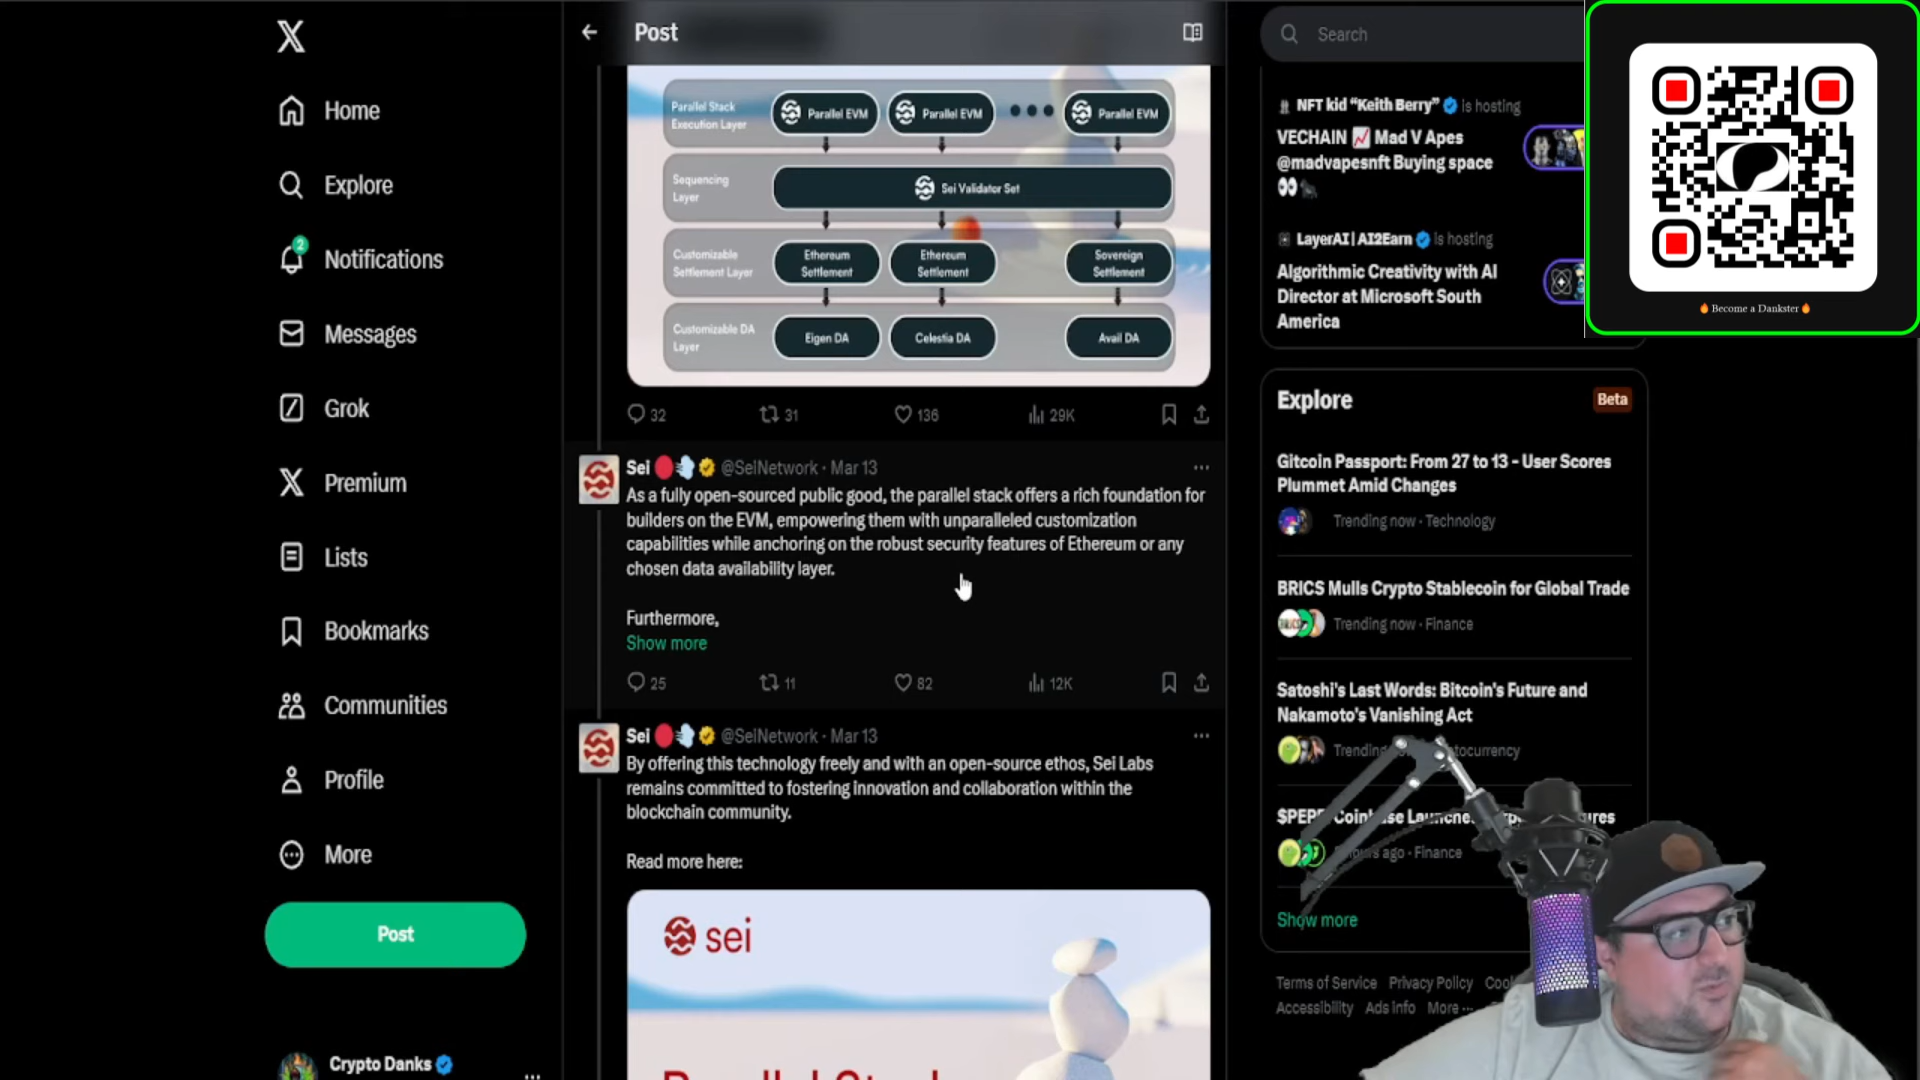 Home
Explore
2
Notifications
Messages
Grok
Premium
Lists
Bookmarks
Communities
Profile
More
Post
Crypto Danks
Post
Parallel Stack
Execution Layer
Parallel EVM
Parallel EVM
Parallel EVM
Sequencing
Layer
Sei Validator Set
Customizable
Settlement Layer
Ethereum
Settlement
Ethereum
Settlement
Sovereign
Settlement
Customizable DA
Layer
Eigen DA
Celestia DA
Avail DA
32
31
136
29K
Sei @SeiNetwork · Mar 13
As a fully open-sourced public good, the parallel stack offers a rich foundation for
builders on the EVM, empowering them with unparalleled customization
capabilities while anchoring on the robust security features of Ethereum or any
chosen data availability layer.
Furthermore,
Show more
25
11
82
12K
Sei @SeiNetwork · Mar 13
By offering this technology freely and with an open-source ethos, Sei Labs
remains committed to fostering innovation and collaboration within the
blockchain community.
Read more here:
sei
Search
NFT kid “Keith Berry” is hosting
VECHAIN 📈 Mad V Apes
@madvapesnft Buying space
LayerAI | AI2Earn is hosting
Algorithmic Creativity with AI
Director at Microsoft South
America
🔥 Become a Dankster 🔥
Explore
Beta
Gitcoin Passport: From 27 to 13 - User Scores
Plummet Amid Changes
Trending now · Technology
BRICS Mulls Crypto Stablecoin for Global Trade
Trending now · Finance
Satoshi's Last Words: Bitcoin's Future and
Nakamoto's Vanishing Act
Trending
ago · Finance
Show more
Terms of Service Privacy Policy
Accessibility Ads info More ...